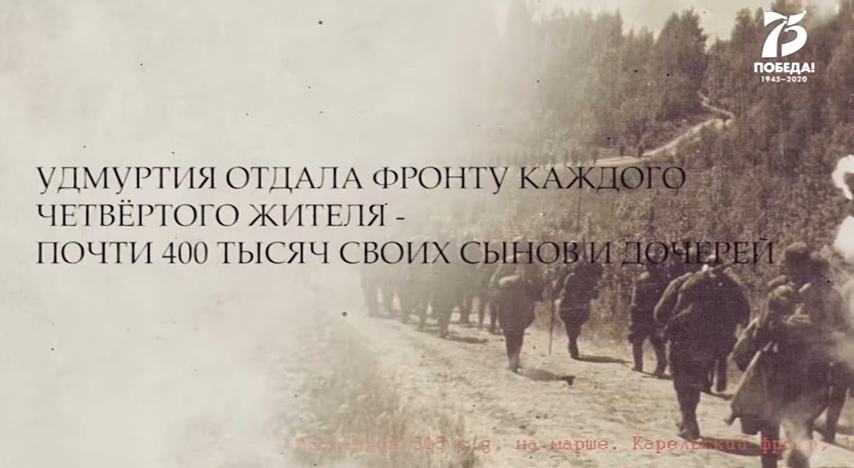 75
ПОБЕДА!
1945–2020
УДМУРТИЯ ОТДАЛА ФРОНТУ КАЖДОГО
ЧЕТВЁРТОГО ЖИТЕЛЯ -
ПОЧТИ 400 ТЫСЯЧ СВОИХ СЫНОВ И ДОЧЕРЕЙ
313 с.д. на марше. Карельский фронт,